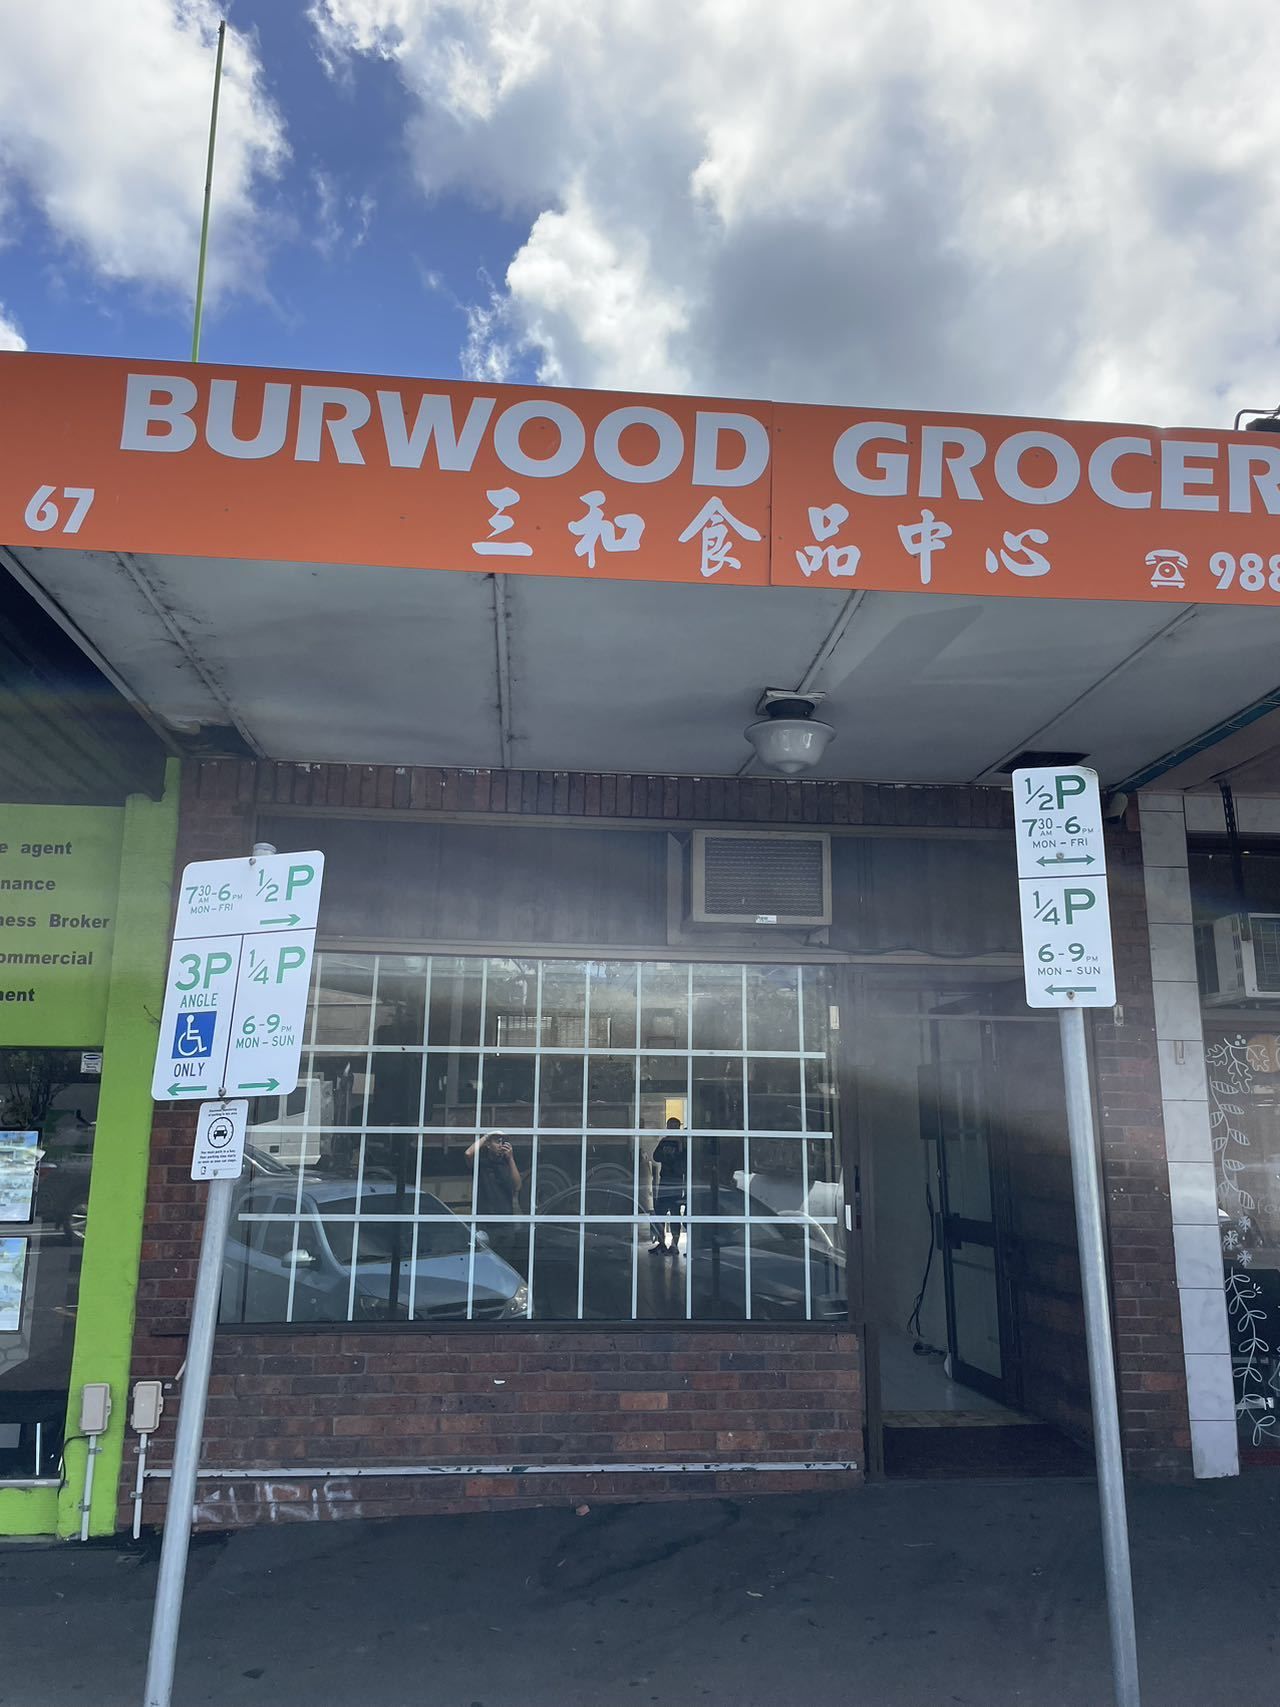 BURWOOD GROCER
67
三和食品中心
988
e agent
nance
ness Broker
ommercial
ment
7 30 AM - 6 PM 1/2 P
MON - FRI
3P
ANGLE
ONLY
1/4 P
6 - 9 PM
MON - SUN
1/2 P
7 30 AM - 6 PM
MON - FRI
1/4 P
6 - 9 PM
MON - SUN